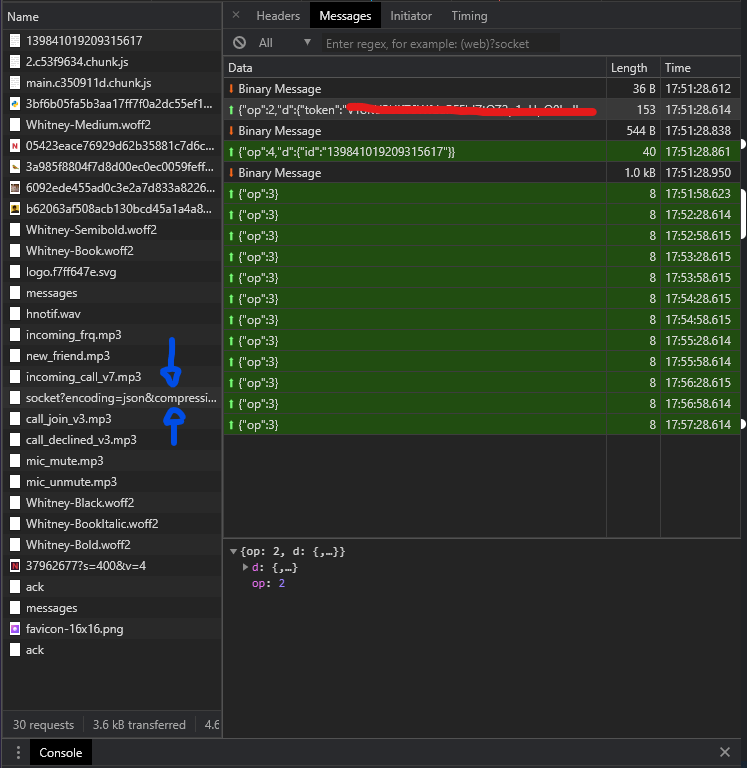 Name
139841019209315617
2.c53f9634.chunk.js
main.c350911d.chunk.js
3bf6b05fa5b3aa17ff7f0a2dc55ef1...
Whitney-Medium.woff2
05423eace76929d62b35881c7d6c...
3a985f8804f7d8d00ec0ec0059feff...
6092ede455ad0c3e2a7d833a8226...
b62063af508acb130bcd45a1a4a8...
Whitney-Semibold.woff2
Whitney-Book.woff2
logo.f7ff647e.svg
messages
hnotif.wav
incoming_frq.mp3
new_friend.mp3
incoming_call_v7.mp3
socket?encoding=json&compressi...
call_join_v3.mp3
call_declined_v3.mp3
mic_mute.mp3
mic_unmute.mp3
Whitney-Black.woff2
Whitney-BookItalic.woff2
Whitney-Bold.woff2
37962677?s=400&v=4
ack
messages
favicon-16x16.png
ack
30 requests 3.6 kB transferred 4.6
Headers Messages Initiator Timing
All Enter regex, for example: (web)?socket
Data Length Time
Binary Message 36 B 17:51:28.612
{"op":2,"d":{"token":" 153 17:51:28.614
Binary Message 544 B 17:51:28.838
{"op":4,"d":{"id":"139841019209315617"}} 40 17:51:28.861
Binary Message 1.0 kB 17:51:28.950
{"op":3} 8 17:51:58.623
{"op":3} 8 17:52:28.614
{"op":3} 8 17:52:58.615
{"op":3} 8 17:53:28.615
{"op":3} 8 17:53:58.615
{"op":3} 8 17:54:28.615
{"op":3} 8 17:54:58.615
{"op":3} 8 17:55:28.614
{"op":3} 8 17:55:58.614
{"op":3} 8 17:56:28.615
{"op":3} 8 17:56:58.614
{"op":3} 8 17:57:28.614
{op: 2, d: {,…}}
d: {,…}
op: 2
Console